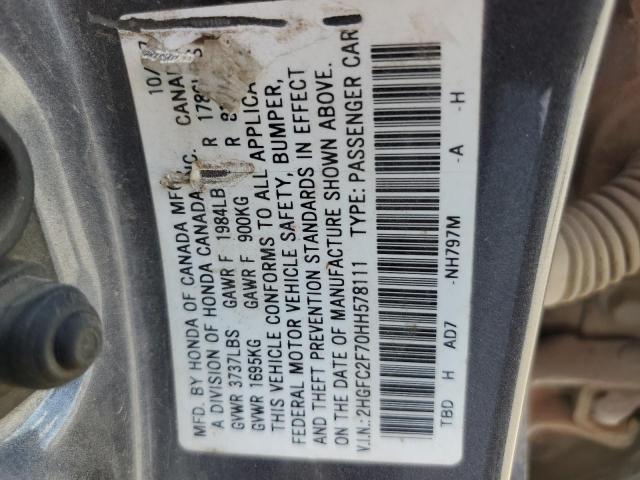 MFD. BY HONDA OF CANADA MFG. INC. CANADA 10/
A DIVISION OF HONDA CANADA
GVWR 3737LBS GAWR F 1984LB R
GVWR 1695KG GAWR F 900KG R
THIS VEHICLE CONFORMS TO ALL
FEDERAL MOTOR VEHICLE SAFETY, BUMPER,
AND THEFT PREVENTION STANDARDS IN EFFECT
ON THE DATE OF MANUFACTURE SHOWN ABOVE.
V.I.N.: 2HGFC2F70HH578111 TYPE: PASSENGER CAR
TBD H AD7 -NH797M -A -H